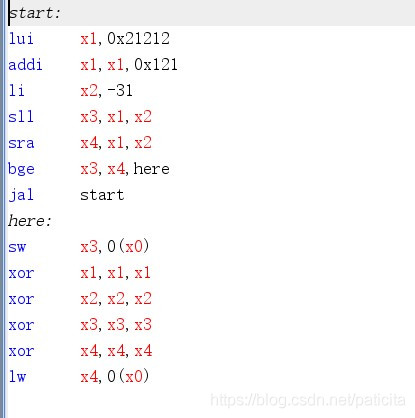 start:
lui x1,0x21212
addi x1,x1,0x121
li x2,-31
sll x3,x1,x2
sra x4,x1,x2
bge x3,x4,here
jal start
here:
sw x3,0(x0)
xor x1,x1,x1
xor x2,x2,x2
xor x3,x3,x3
xor x4,x4,x4
lw x4,0(x0)
https://blog.csdn.net/paticita